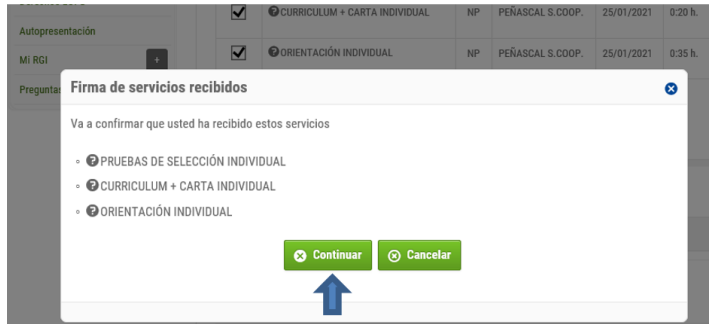 CURRICULUM + CARTA INDIVIDUAL NP PEÑASCAL S.COOP. 25/01/2021 0:20 h.
Autopresentación
ORIENTACIÓN INDIVIDUAL NP PEÑASCAL S.COOP. 25/01/2021 0:35 h.
Mi RGI +
Firma de servicios recibidos
Va a confirmar que usted ha recibido estos servicios
PRUEBAS DE SELECCIÓN INDIVIDUAL
CURRICULUM + CARTA INDIVIDUAL
ORIENTACIÓN INDIVIDUAL
Continuar Cancelar